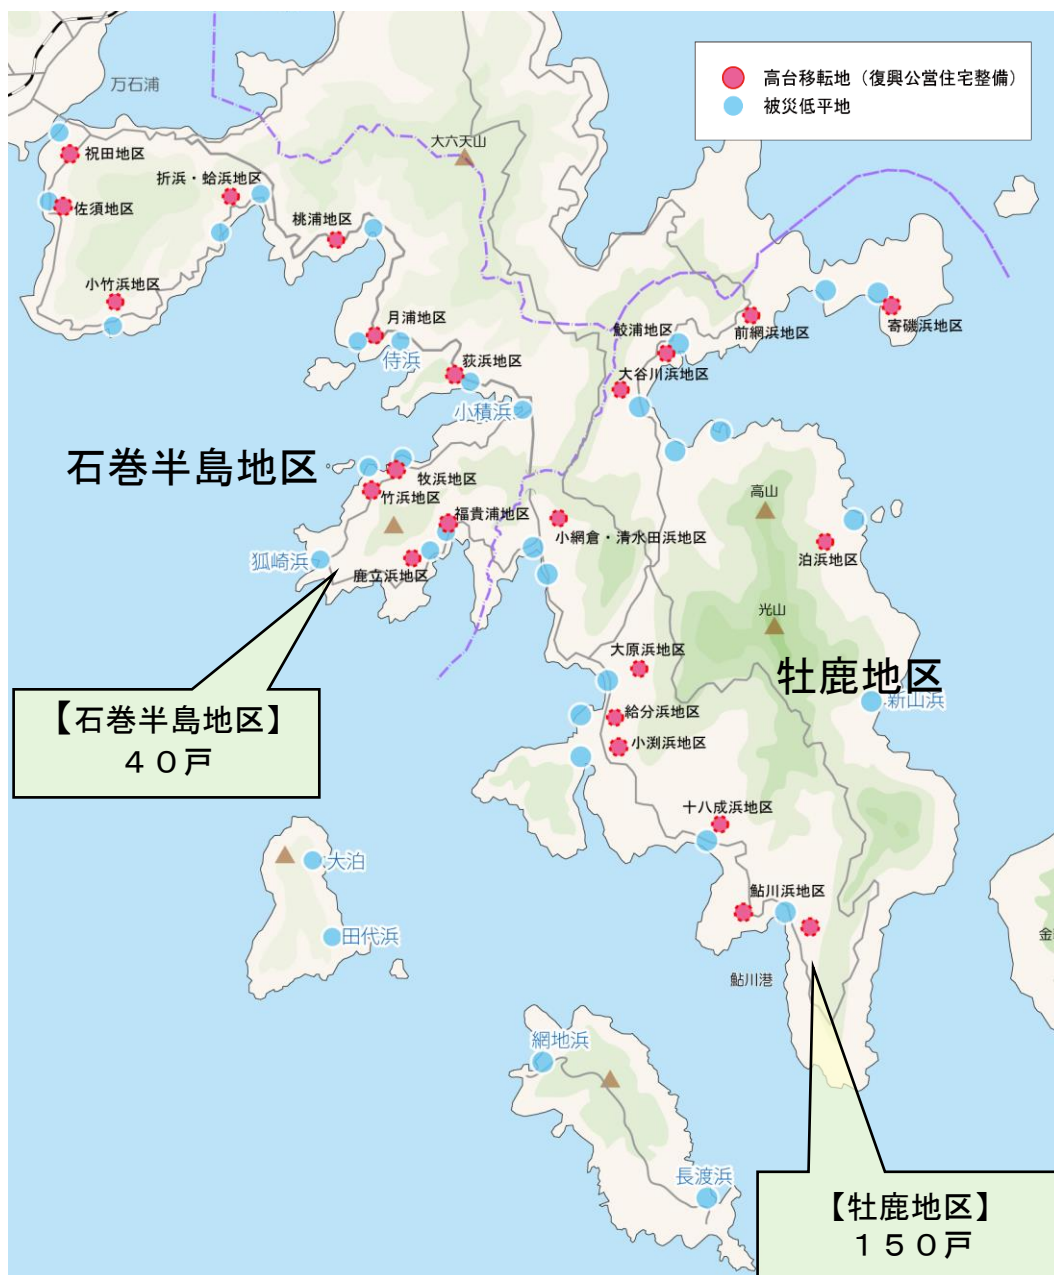 高台移転地（復興公営住宅整備）
被災低平地
万石浦
大六天山
祝田地区
折浜・蛤浜地区
佐須地区
桃浦地区
小竹浜地区
月浦地区
侍浜
鮫浦地区
前網浜地区
寄磯浜地区
荻浜地区
大谷川浜地区
小積浜
石巻半島地区
牧浜地区
竹浜地区
高山
福貴浦地区
小網倉・清水田浜地区
泊浜地区
狐崎浜
鹿立浜地区
光山
大原浜地区
牡鹿地区
新山浜
給分浜地区
小渕浜地区
【石巻半島地区】
４０戸
十八成浜地区
大泊
鮎川浜地区
田代浜
金
鮎川港
網地浜
長渡浜
【牡鹿地区】
１５０戸